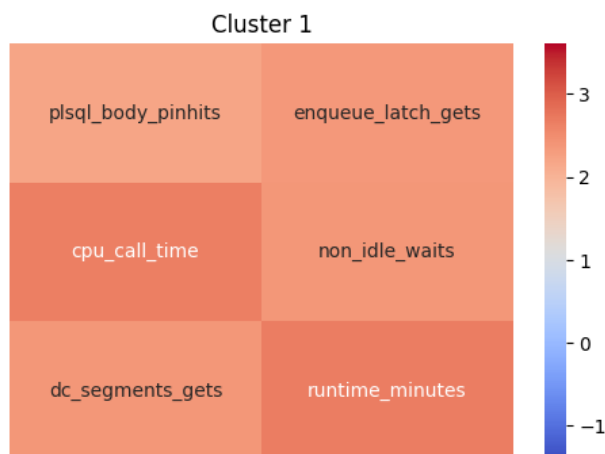 Cluster 1
plsql_body_pinhits enqueue_latch_gets
cpu_call_time non_idle_waits
dc_segments_gets runtime_minutes
3
2
1
0
−1